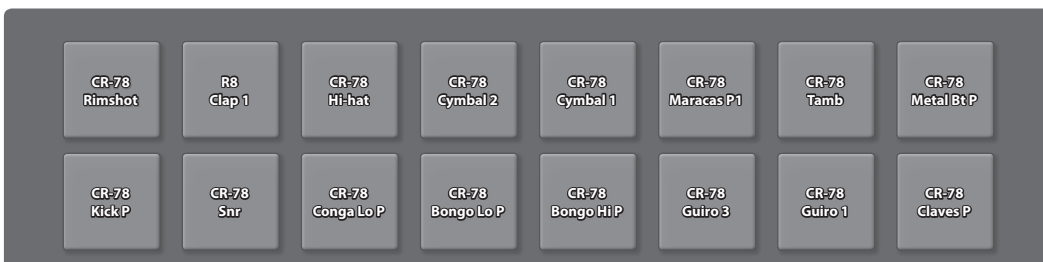 CR-78
Rimshot
R8
Clap 1
CR-78
Hi-hat
CR-78
Cymbal 2
CR-78
Cymbal 1
CR-78
Maracas P1
CR-78
Tamb
CR-78
Metal Bt P
CR-78
Kick P
CR-78
Snr
CR-78
Conga Lo P
CR-78
Bongo Lo P
CR-78
Bongo Hi P
CR-78
Guiro 3
CR-78
Guiro 1
CR-78
Claves P